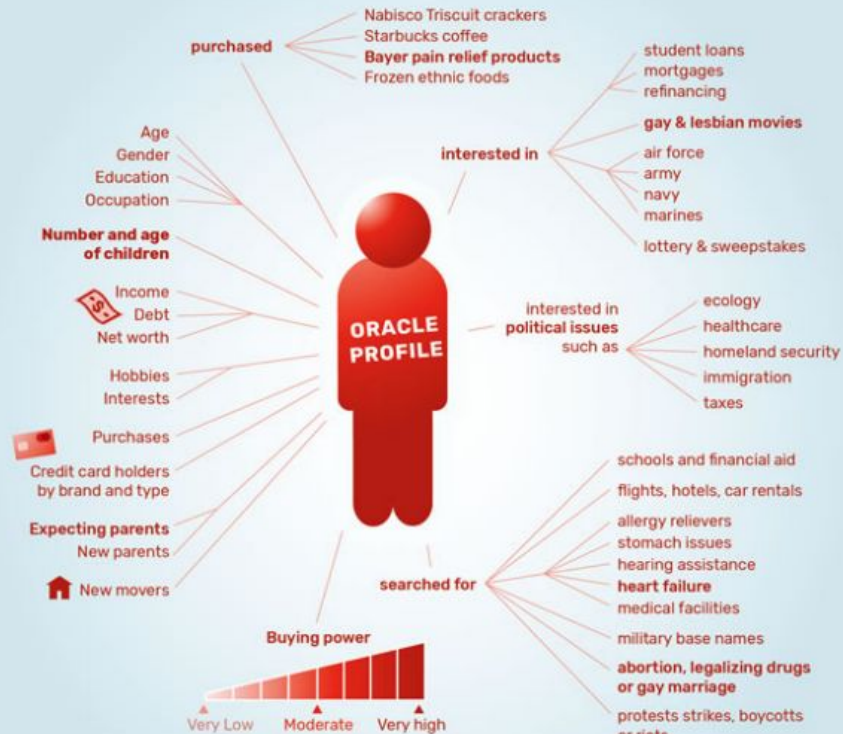 purchased
Nabisco Triscuit crackers
Starbucks coffee
Bayer pain relief products
Frozen ethnic foods
interested in
student loans
mortgages
refinancing
gay & lesbian movies
air force
army
navy
marines
lottery & sweepstakes
Age
Gender
Education
Occupation
Number and age
of children
Income
Debt
Net worth
Hobbies
Interests
Purchases
Credit card holders
by brand and type
Expecting parents
New parents
New movers
$
ORACLE
PROFILE
interested in
political issues
such as
ecology
healthcare
homeland security
immigration
taxes
searched for
schools and financial aid
flights, hotels, car rentals
allergy relievers
stomach issues
hearing assistance
heart failure
medical facilities
military base names
abortion, legalizing drugs
or gay marriage
protests strikes, boycotts
Buying power
Very Low
Moderate
Very high